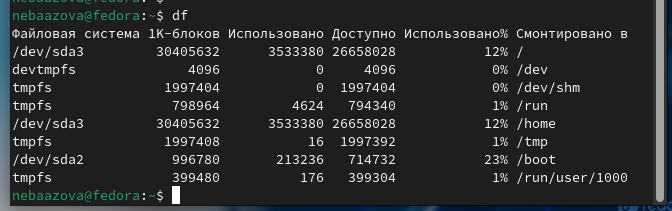 nebaazova@fedora:~$ df
Файловая система 1K-блоков Использовано Доступно Использовано% Смонтировано в
/dev/sda3 30405632 3533380 26658028 12% /
devtmpfs 4096 0 4096 0% /dev
tmpfs 1997404 0 1997404 0% /dev/shm
tmpfs 798964 4624 794340 1% /run
/dev/sda3 30405632 3533380 26658028 12% /home
tmpfs 1997408 16 1997392 1% /tmp
/dev/sda2 996780 213236 714732 23% /boot
tmpfs 399480 176 399304 1% /run/user/1000
nebaazova@fedora:~$